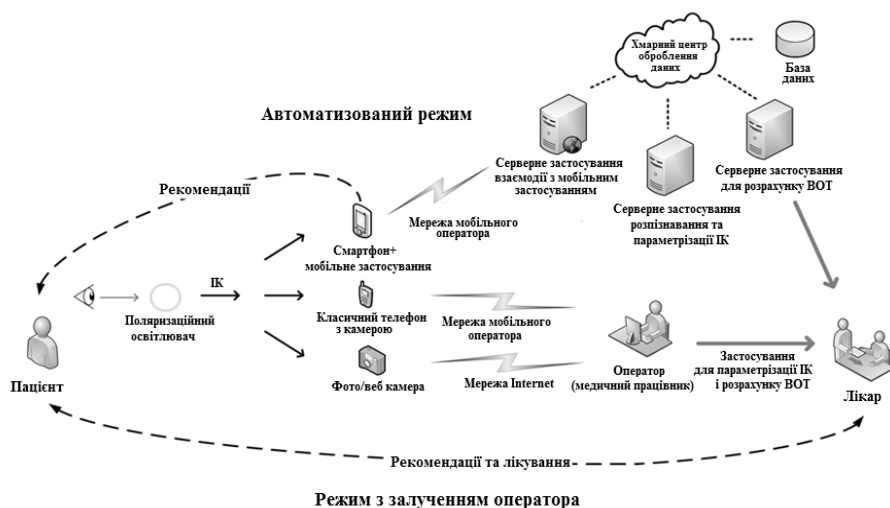 Хмарний центр
оброблення
даних
База
даних
Автоматизований режим
Серверне застосування
взаємодії з мобільним
застосуванням
Серверне застосування
для розрахунку ВОТ
Серверне застосування
розпізнавання та
параметрізації ІК
Рекомендації
Мережа мобільного
оператора
Смартфон+
мобільне застосування
ІК
Поляризаційний
освітлювач
Класичний телефон
з камерою
Мережа мобільного
оператора
Пацієнт
Фото/веб камера
Мережа Internet
Оператор
(медичний працівник)
Застосування
для параметрізації ІК
і розрахунку ВОТ
Лікар
Рекомендації та лікування
Режим з залученням оператора